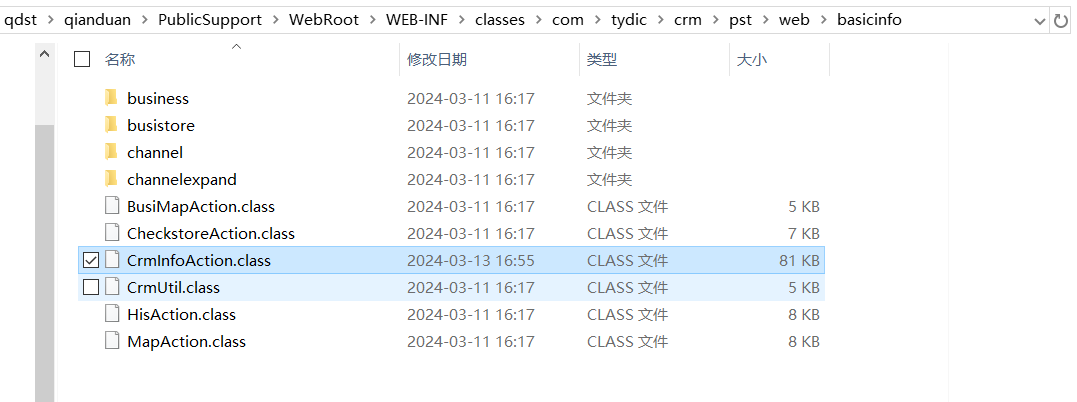 qdst > qianduan > PublicSupport > WebRoot > WEB-INF > classes > com > tydic > crm > pst > web > basicinfo
名称 修改日期 类型 大小
business 2024-03-11 16:17 文件夹
busistore 2024-03-11 16:17 文件夹
channel 2024-03-11 16:17 文件夹
channelexpand 2024-03-11 16:17 文件夹
BusiMapAction.class 2024-03-11 16:17 CLASS 文件 5 KB
CheckstoreAction.class 2024-03-11 16:17 CLASS 文件 7 KB
CrmInfoAction.class 2024-03-13 16:55 CLASS 文件 81 KB
CrmUtil.class 2024-03-11 16:17 CLASS 文件 5 KB
HisAction.class 2024-03-11 16:17 CLASS 文件 8 KB
MapAction.class 2024-03-11 16:17 CLASS 文件 8 KB